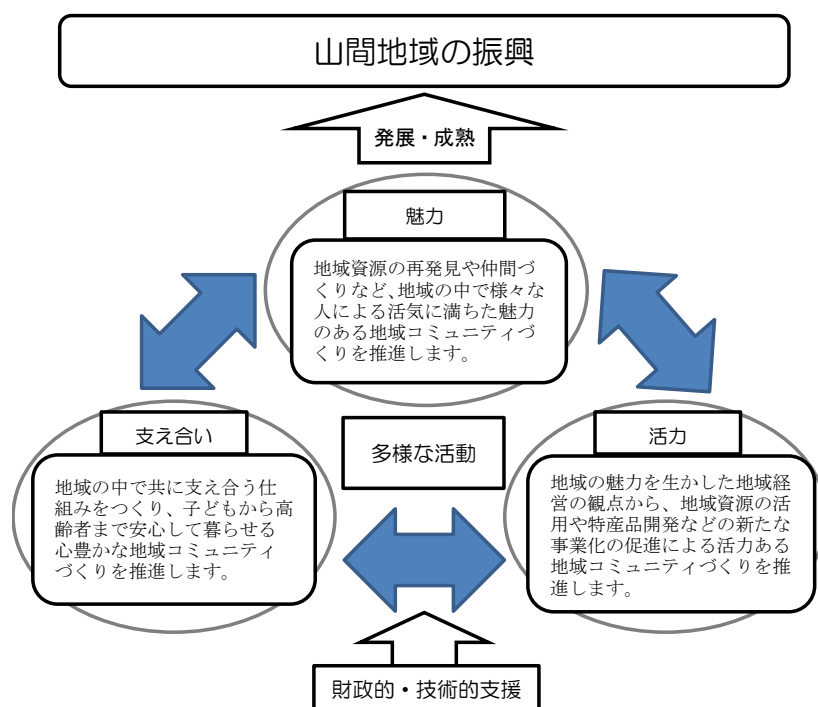 山間地域の振興
発展・成熟
魅力
地域資源の再発見や仲間づ
くりなど、地域の中で様々な
人による活気に満ちた魅力
のある地域コミュニティづ
くりを推進します。
支え合い
地域の中で共に支え合う仕
組みをつくり、子どもから高
齢者まで安心して暮らせる
心豊かな地域コミュニティ
づくりを推進します。
多様な活動
活力
地域の魅力を生かした地域経
営の観点から、地域資源の活
用や特産品開発などの新たな
事業化の促進による活力ある
地域コミュニティづくりを推
進します。
財政的・技術的支援